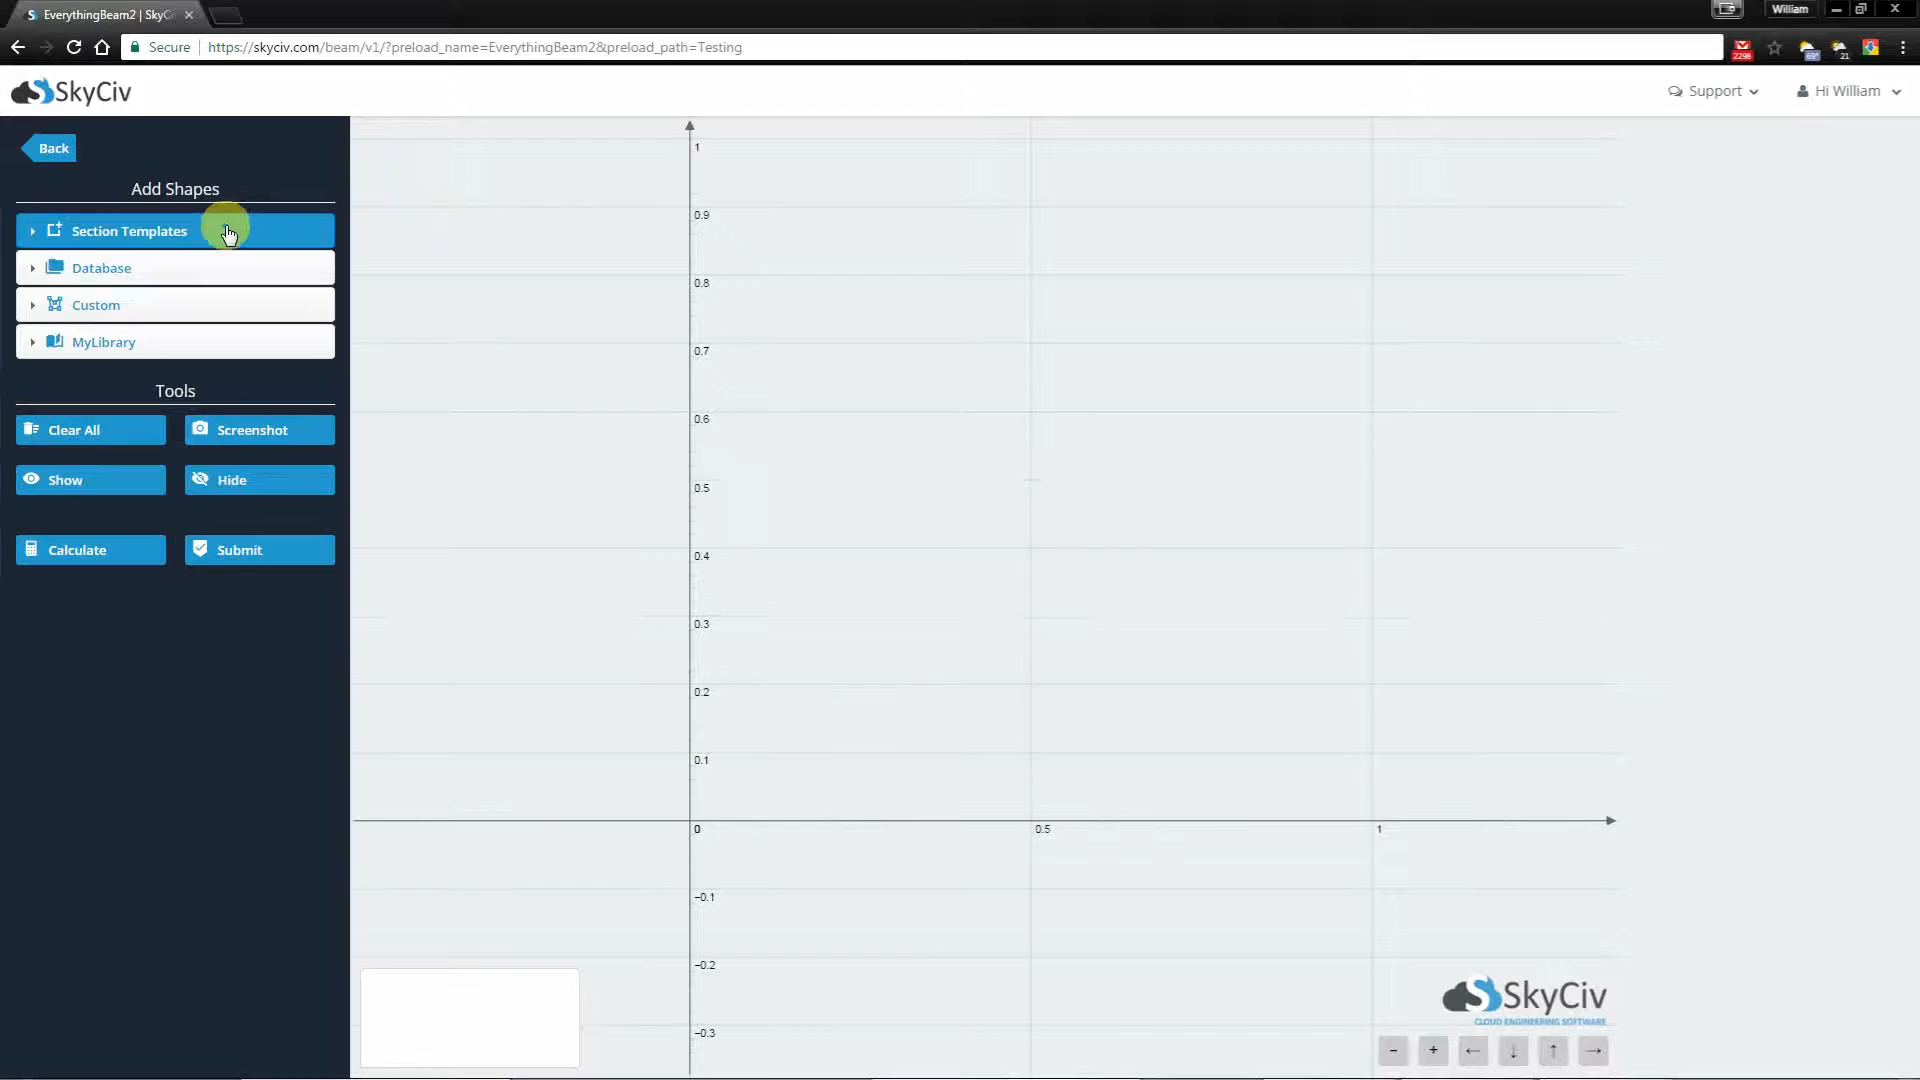 EverythingBeam2 | SkyCi
William
Secure
https://skyciv.com/beam/v1/?preload_name=EverythingBeam2&preload_path=Testing
2298
69°
21
SkyCiv
Support
Hi William
Back
Add Shapes
Section Templates
Database
Custom
MyLibrary
Tools
Clear All
Screenshot
Show
Hide
Calculate
Submit
1
0.9
0.8
0.7
0.6
0.5
0.4
0.3
0.2
0.1
0
0.5
1
−0.1
−0.2
−0.3
SkyCiv
CLOUD ENGINEERING SOFTWARE
− + ← ↓ ↑ →